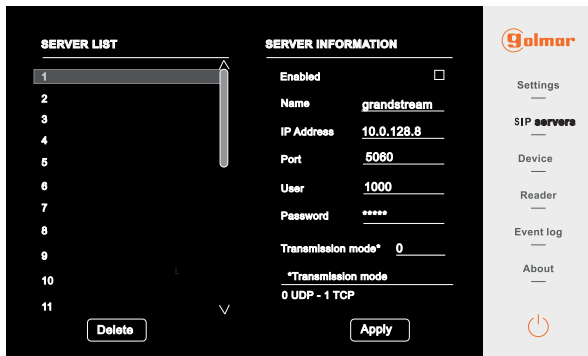 SERVER LIST
1
2
3
4
5
6
7
8
9
10
11
Delete
SERVER INFORMATION
Enabled
Name grandstream
IP Address 10.0.128.8
Port 5060
User 1000
Password *****
Transmission mode* 0
*Transmission mode
0 UDP - 1 TCP
Apply
golmar
Settings
SIP servers
Device
Reader
Event log
About